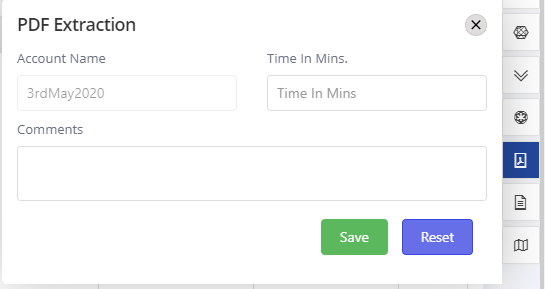 PDF Extraction
Account Name Time In Mins.
3rdMay2020 Time In Mins
Comments
Save Reset